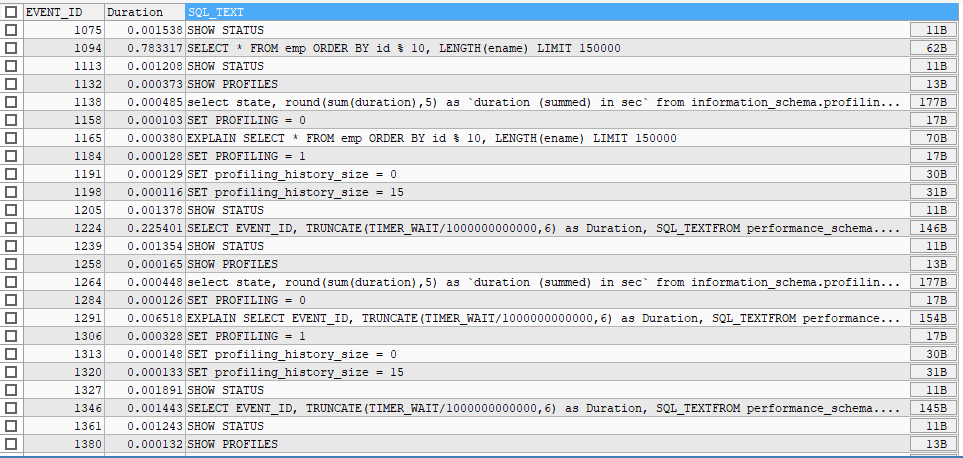 EVENT_ID Duration SQL_TEXT
1075 0.001538 SHOW STATUS 11B
1094 0.783317 SELECT * FROM emp ORDER BY id % 10, LENGTH(ename) LIMIT 150000 62B
1113 0.001208 SHOW STATUS 11B
1132 0.000373 SHOW PROFILES 13B
1138 0.000485 select state, round(sum(duration),5) as `duration (summed) in sec` from information_schema.profilin... 177B
1158 0.000103 SET PROFILING = 0 17B
1165 0.000380 EXPLAIN SELECT * FROM emp ORDER BY id % 10, LENGTH(ename) LIMIT 150000 70B
1184 0.000128 SET PROFILING = 1 17B
1191 0.000129 SET profiling_history_size = 0 30B
1198 0.000116 SET profiling_history_size = 15 31B
1205 0.001378 SHOW STATUS 11B
1224 0.225401 SELECT EVENT_ID, TRUNCATE(TIMER_WAIT/1000000000000,6) as Duration, SQL_TEXTFROM performance_schema.... 146B
1239 0.001354 SHOW STATUS 11B
1258 0.000165 SHOW PROFILES 13B
1264 0.000448 select state, round(sum(duration),5) as `duration (summed) in sec` from information_schema.profilin... 177B
1284 0.000126 SET PROFILING = 0 17B
1291 0.006518 EXPLAIN SELECT EVENT_ID, TRUNCATE(TIMER_WAIT/1000000000000,6) as Duration, SQL_TEXTFROM performance... 154B
1306 0.000328 SET PROFILING = 1 17B
1313 0.000148 SET profiling_history_size = 0 30B
1320 0.000133 SET profiling_history_size = 15 31B
1327 0.001891 SHOW STATUS 11B
1346 0.001443 SELECT EVENT_ID, TRUNCATE(TIMER_WAIT/1000000000000,6) as Duration, SQL_TEXTFROM performance_schema.... 145B
1361 0.001243 SHOW STATUS 11B
1380 0.000132 SHOW PROFILES 13B